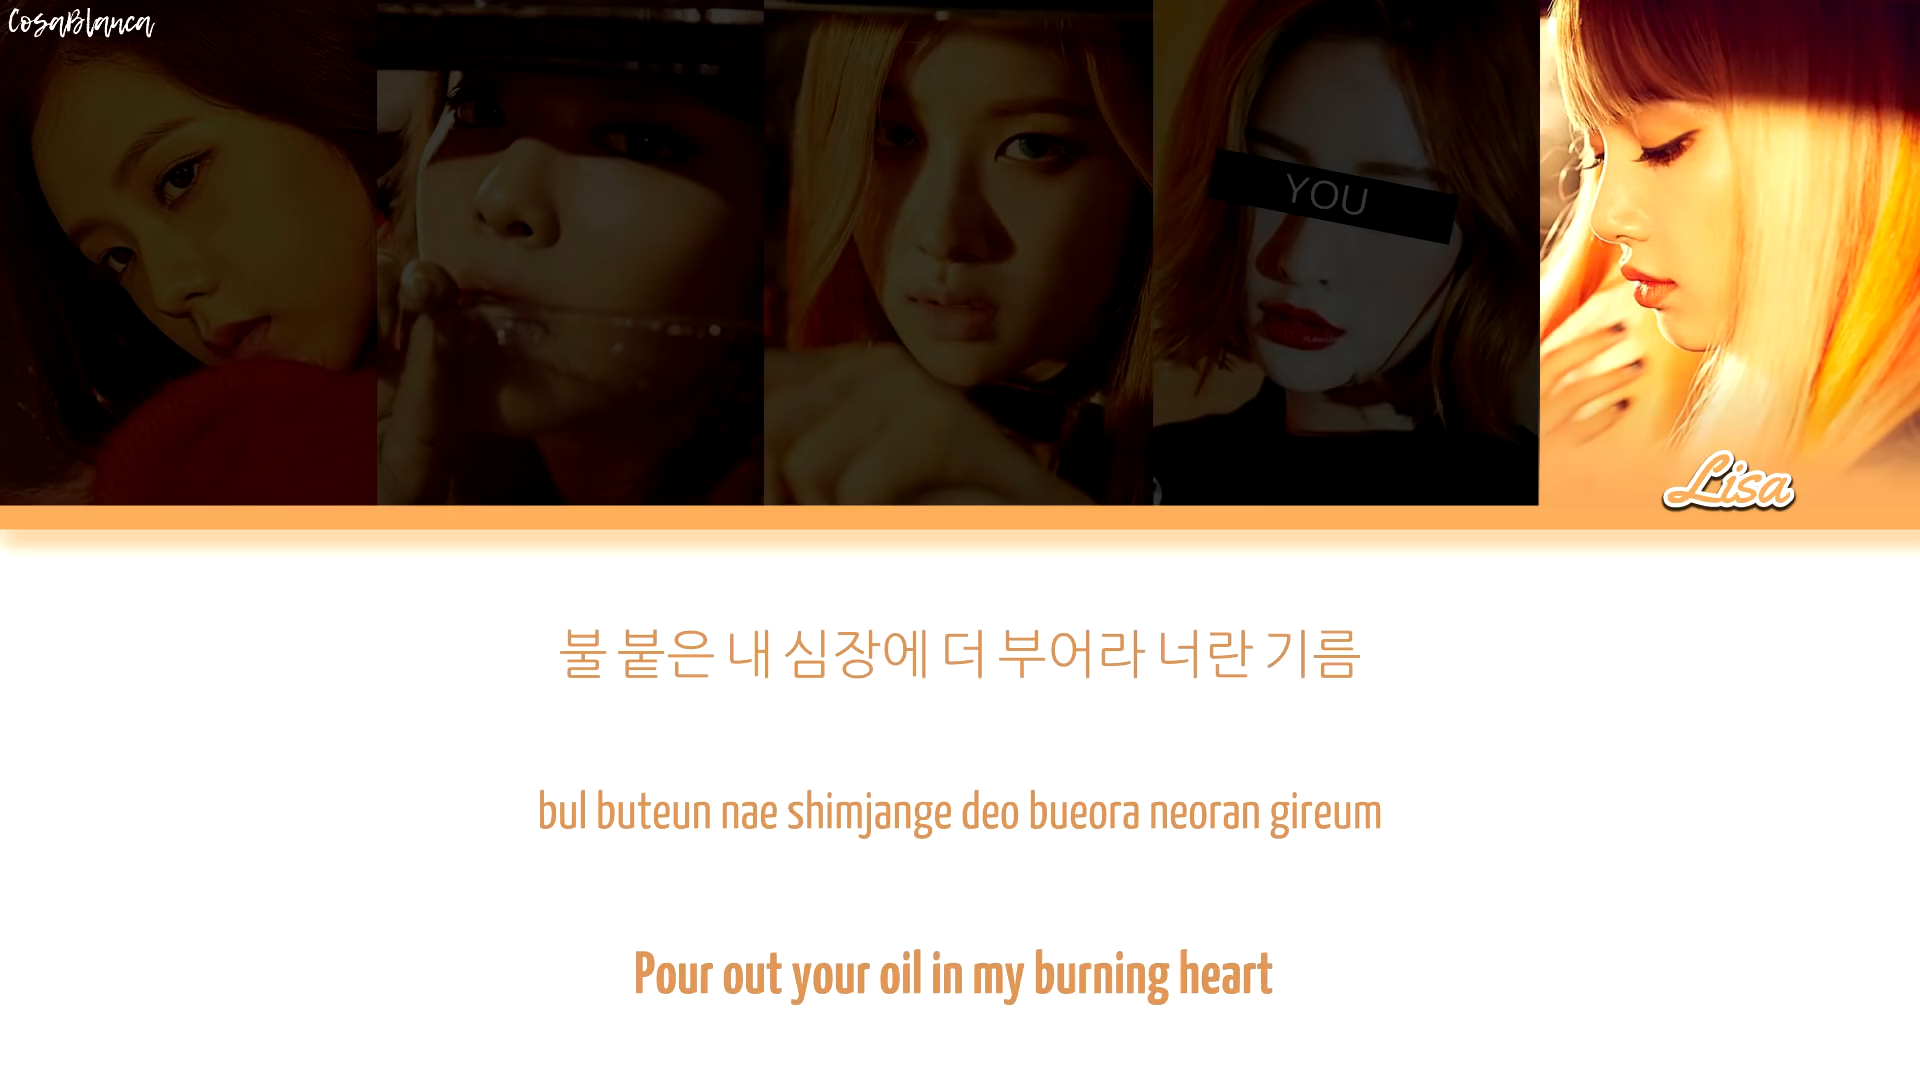 CosaBlanca
YOU
Lisa
불 붙은 내 심장에 더 부어라 너란 기름
bul buteun nae shimjange deo bueora neoran gireum
Pour out your oil in my burning heart